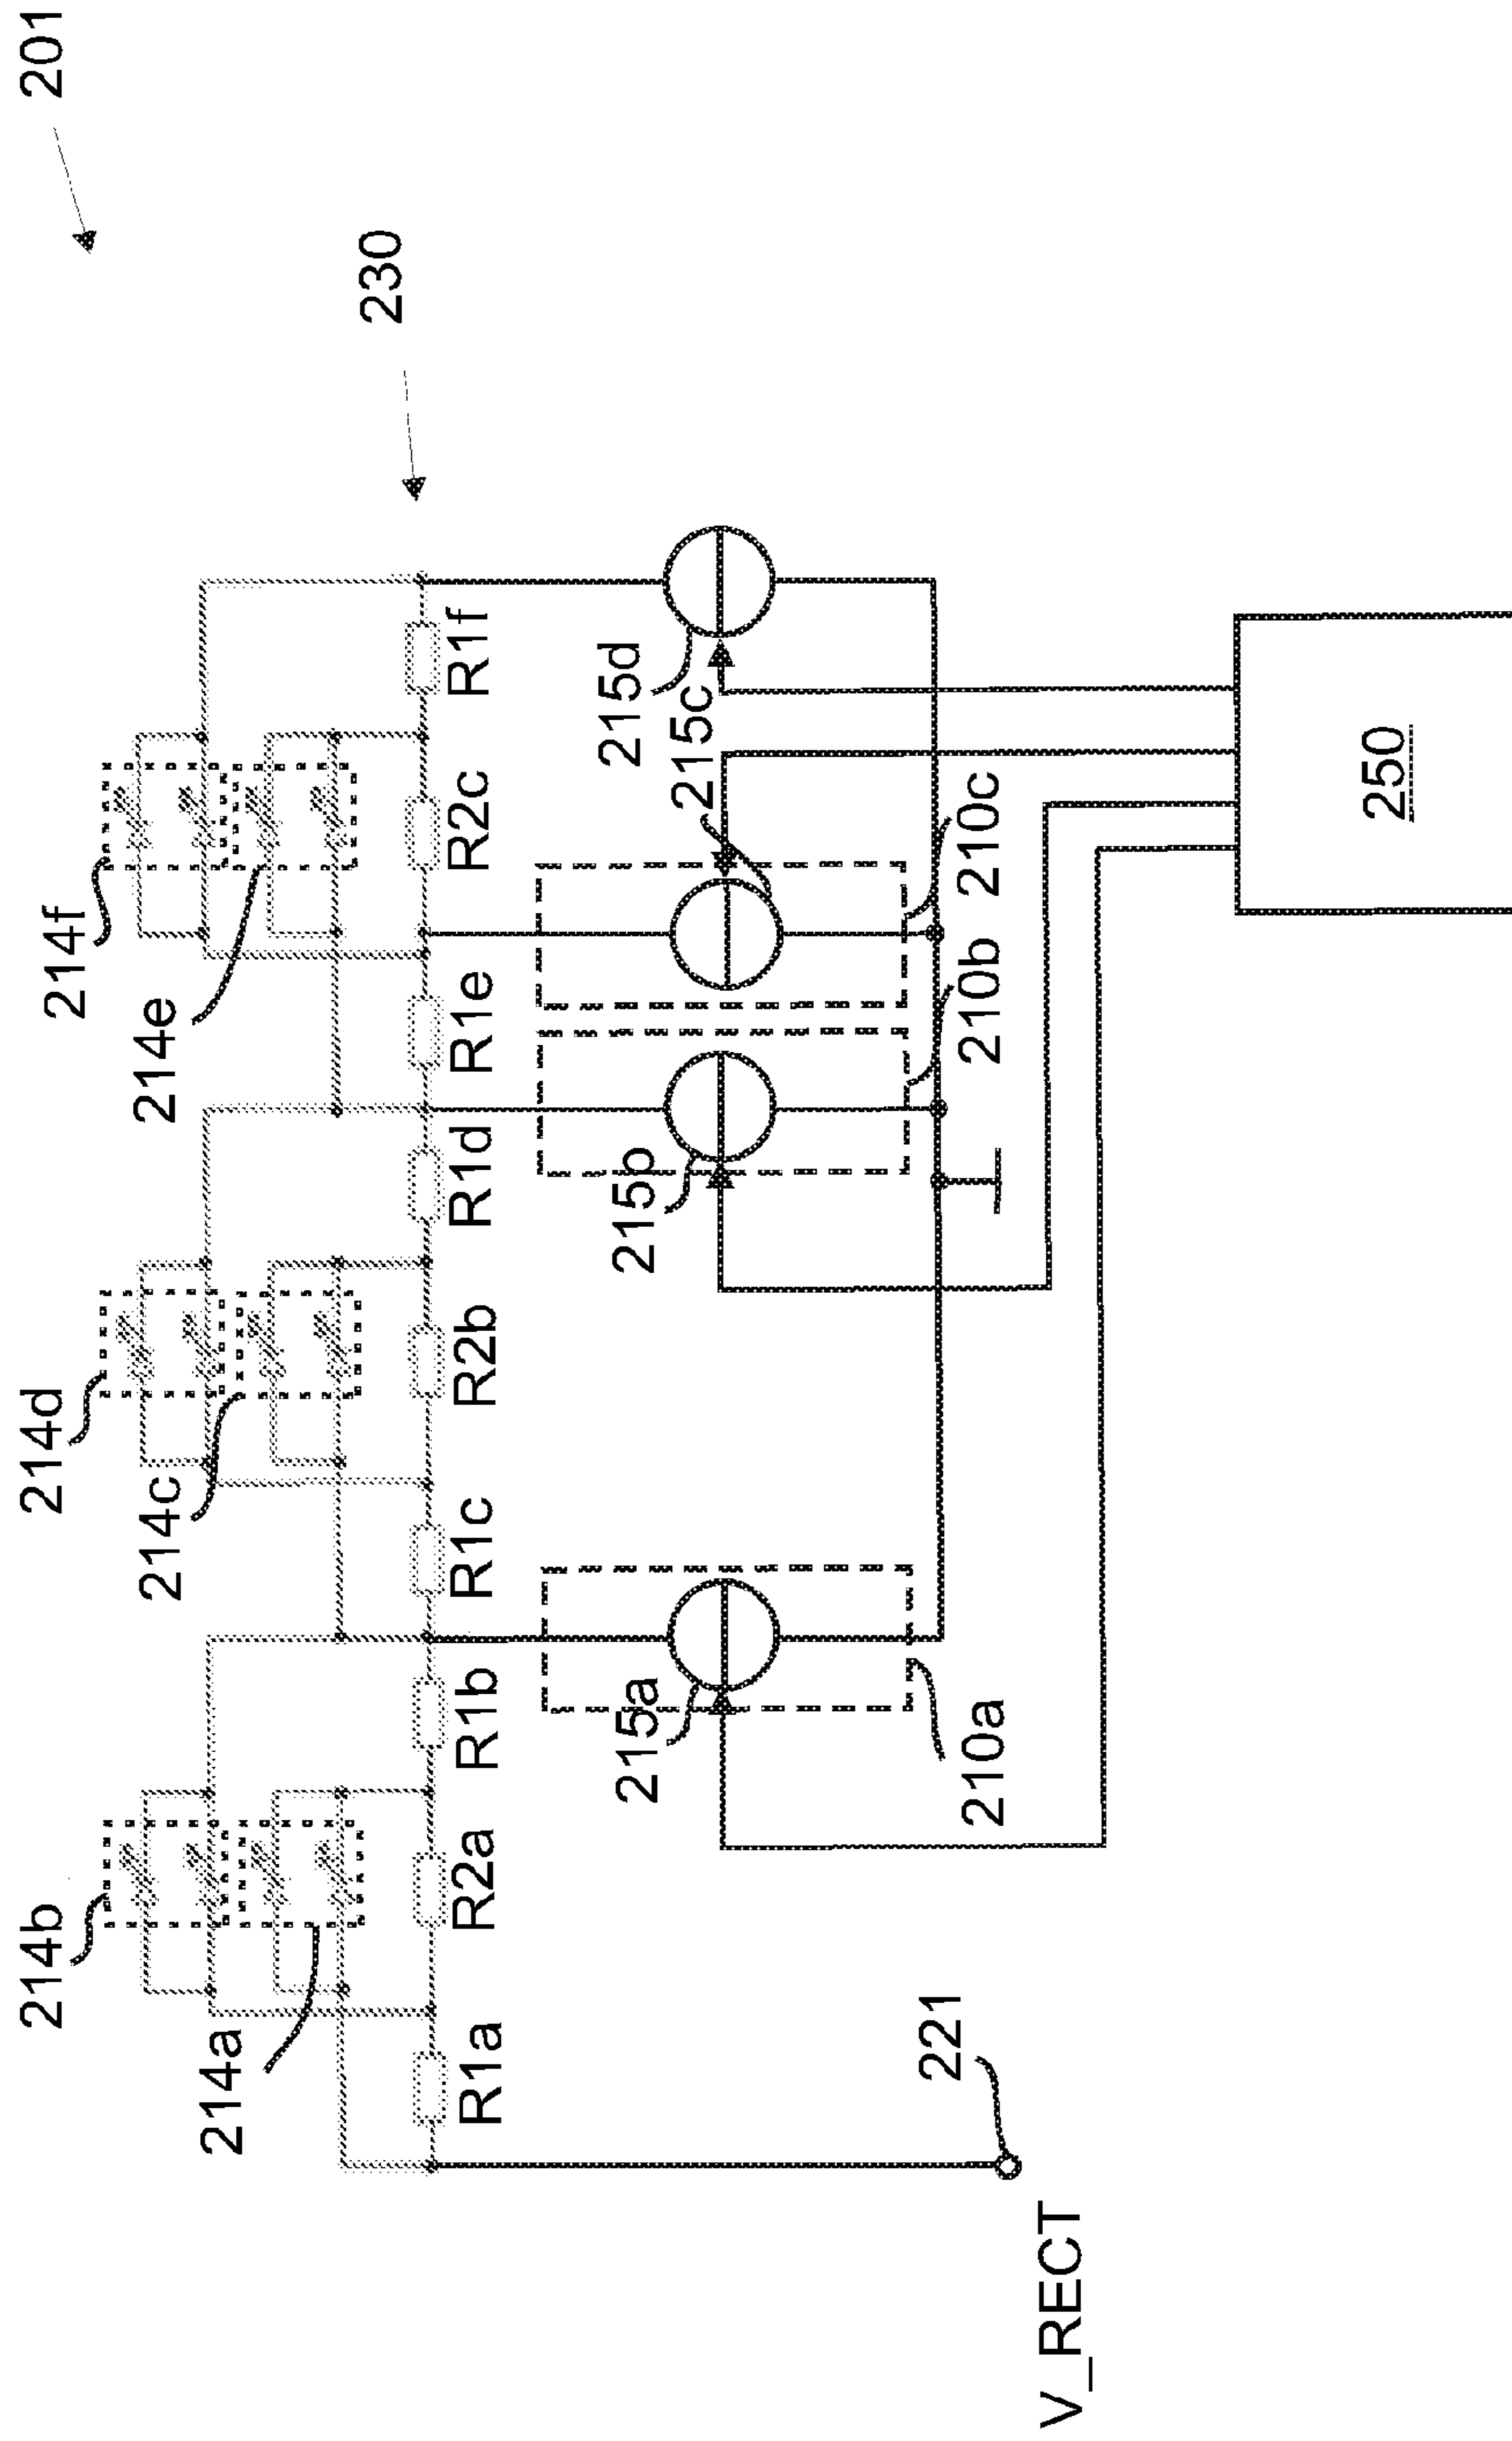 201
230
214f
214e
214d
214c
214b
214a
R1f
R2c
R1e
R1d
R2b
R1c
R1b
R2a
R1a
215d
215c
215b
215a
210c
210b
210a
250
221
V_RECT